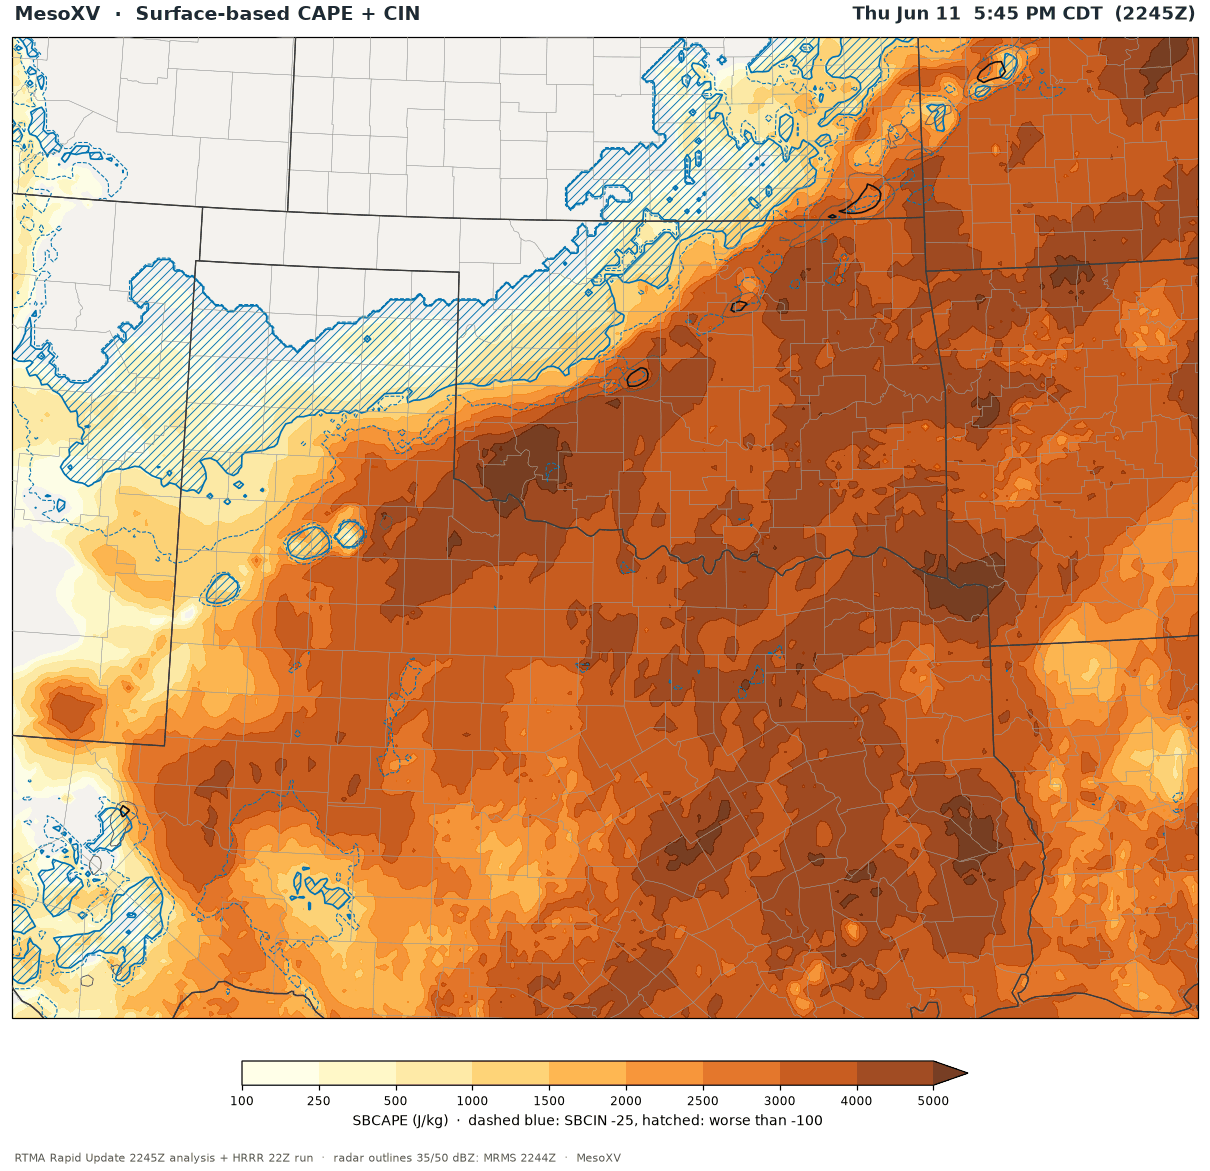 MesoXV · Surface-based CAPE + CIN
Thu Jun 11 5:45 PM CDT (2245Z)
100 250 500 1000 1500 2000 2500 3000 4000 5000
SBCAPE (J/kg) · dashed blue: SBCIN -25, hatched: worse than -100
RTMA Rapid Update 2245Z analysis + HRRR 22Z run · radar outlines 35/50 dBZ: MRMS 2244Z · MesoXV